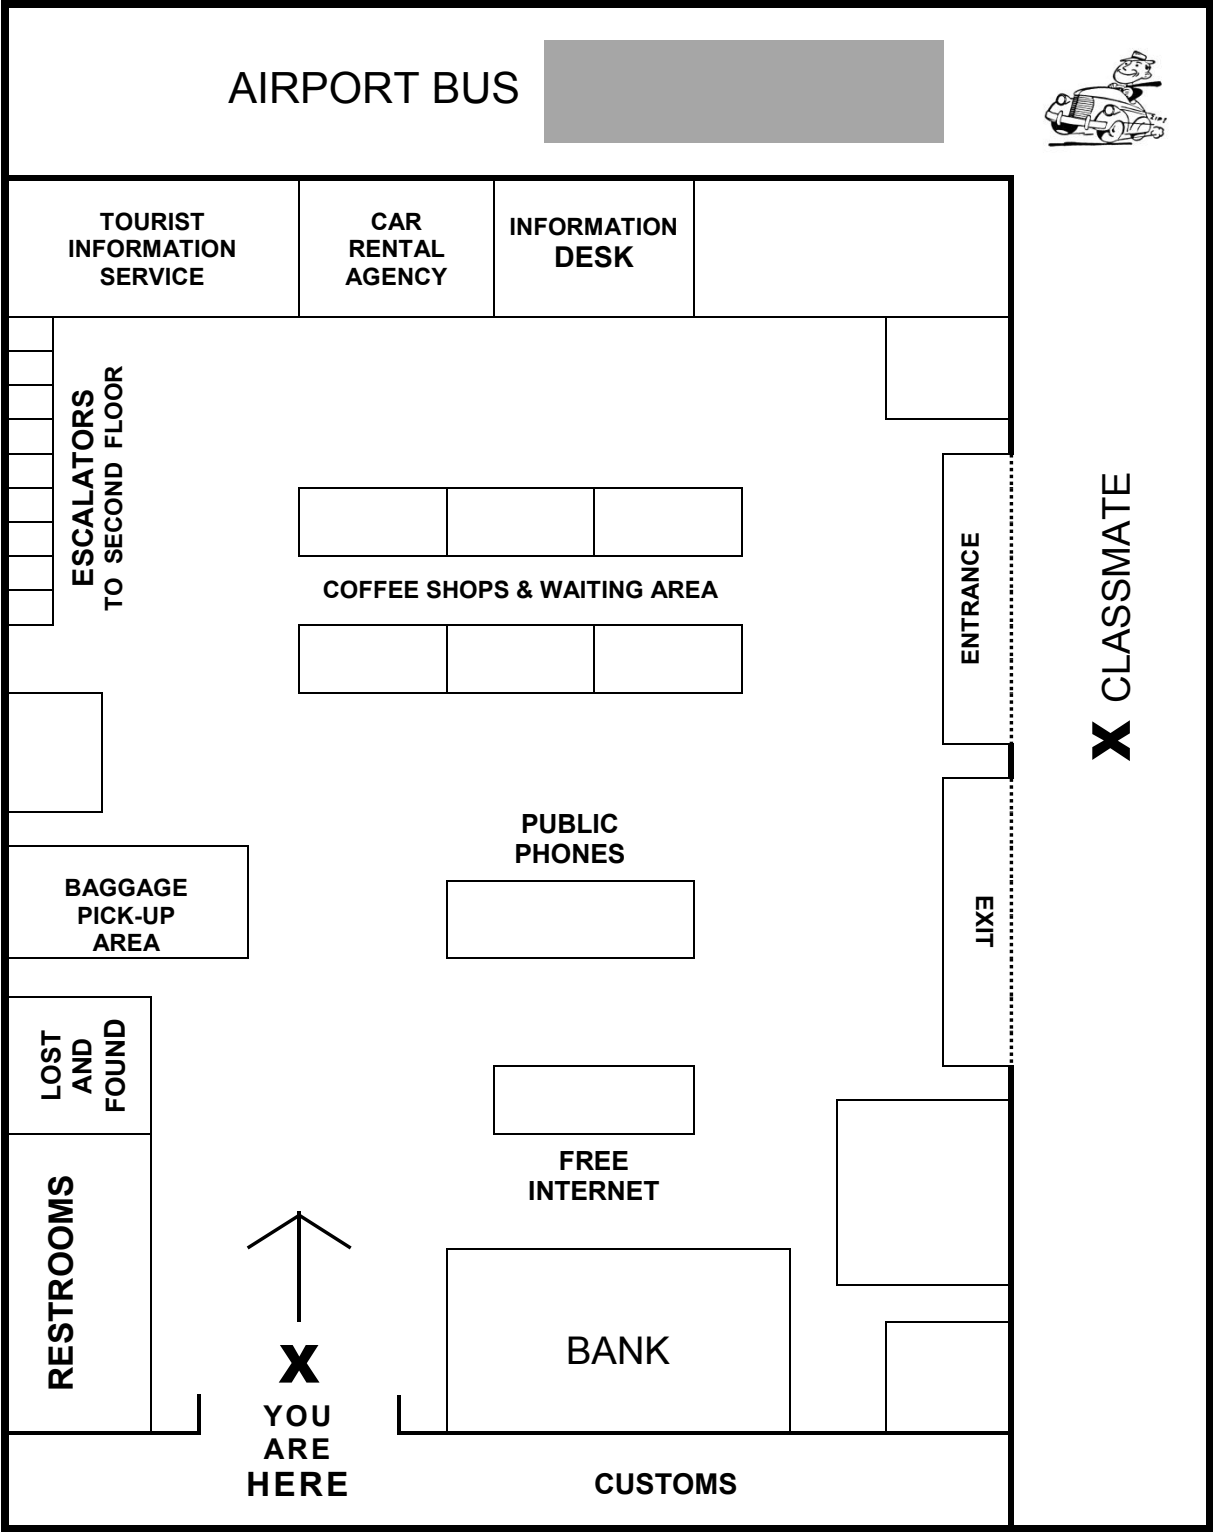 AIRPORT BUS
TOURIST
INFORMATION
SERVICE
CAR
RENTAL
AGENCY
INFORMATION
DESK
ESCALATORS
TO SECOND FLOOR
COFFEE SHOPS & WAITING AREA
ENTRANCE
X CLASSMATE
PUBLIC
PHONES
BAGGAGE
PICK-UP
AREA
EXIT
LOST
AND
FOUND
FREE
INTERNET
RESTROOMS
BANK
X
YOU
ARE
HERE
CUSTOMS